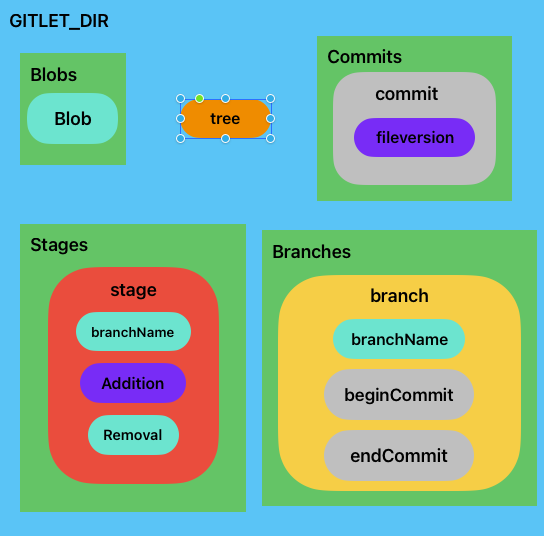 GITLET_DIR
Blobs
Blob
tree
Commits
commit
fileversion
Stages
stage
branchName
Addition
Removal
Branches
branch
branchName
beginCommit
endCommit